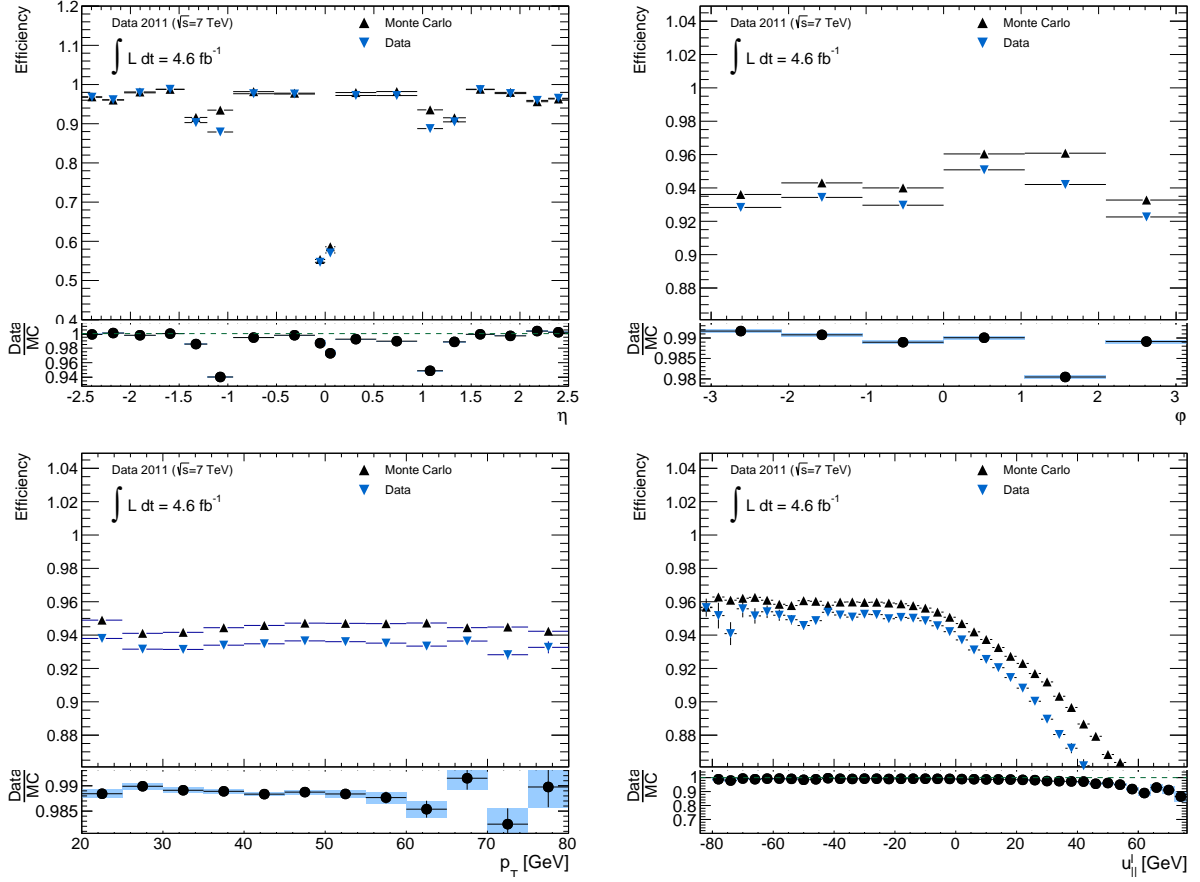 Efficiency
Data 2011 (√s=7 TeV)
∫ L dt = 4.6 fb⁻¹
Monte Carlo
Data
1.2
1.1
1
0.9
0.8
0.7
0.6
0.5
0.4
Data
MC
1
0.98
0.96
0.94
-2.5 -2 -1.5 -1 -0.5 0 0.5 1 1.5 2 2.5
η
Efficiency
Data 2011 (√s=7 TeV)
∫ L dt = 4.6 fb⁻¹
Monte Carlo
Data
1.04
1.02
1
0.98
0.96
0.94
0.92
0.9
0.88
Data
MC
0.99
0.985
0.98
-3 -2 -1 0 1 2 3
φ
Efficiency
Data 2011 (√s=7 TeV)
∫ L dt = 4.6 fb⁻¹
Monte Carlo
Data
1.04
1.02
1
0.98
0.96
0.94
0.92
0.9
0.88
Data
MC
0.99
0.985
20 30 40 50 60 70 80
p_T [GeV]
Efficiency
Data 2011 (√s=7 TeV)
∫ L dt = 4.6 fb⁻¹
Monte Carlo
Data
1.04
1.02
1
0.98
0.96
0.94
0.92
0.9
0.88
Data
MC
1
0.9
0.8
0.7
-80 -60 -40 -20 0 20 40 60
u_||^l [GeV]